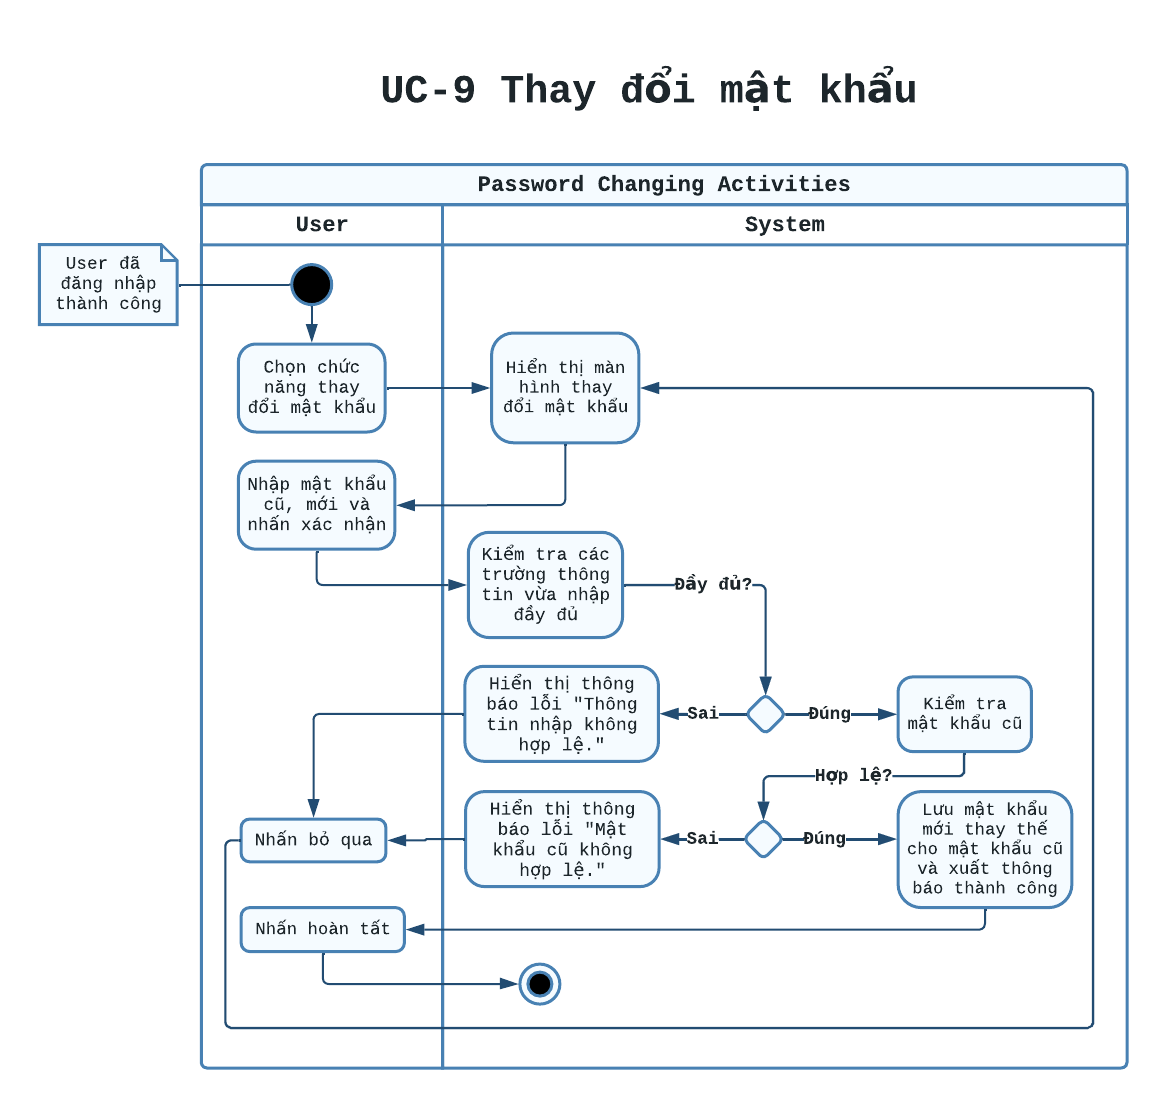 UC-9 Thay đổi mật khẩu
Password Changing Activities
User
System
User đã
đăng nhập
thành công
Chọn chức
năng thay
đổi mật khẩu
Hiển thị màn
hình thay
đổi mật khẩu
Nhập mật khẩu
cũ, mới và
nhấn xác nhận
Kiểm tra các
trường thông
tin vừa nhập
đầy đủ
Đầy đủ?
Hiển thị thông
báo lỗi "Thông
tin nhập không
hợp lệ."
Sai
Đúng
Kiểm tra
mật khẩu cũ
Hợp lệ?
Hiển thị thông
báo lỗi "Mật
khẩu cũ không
hợp lệ."
Sai
Đúng
Lưu mật khẩu
mới thay thế
cho mật khẩu cũ
và xuất thông
báo thành công
Nhấn bỏ qua
Nhấn hoàn tất